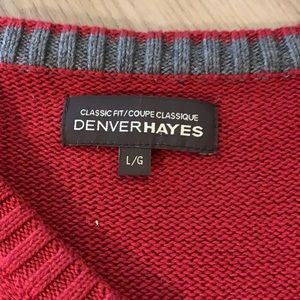 CLASSIC FIT/COUPE CLASSIQUE
DENVERHAYES
L/G